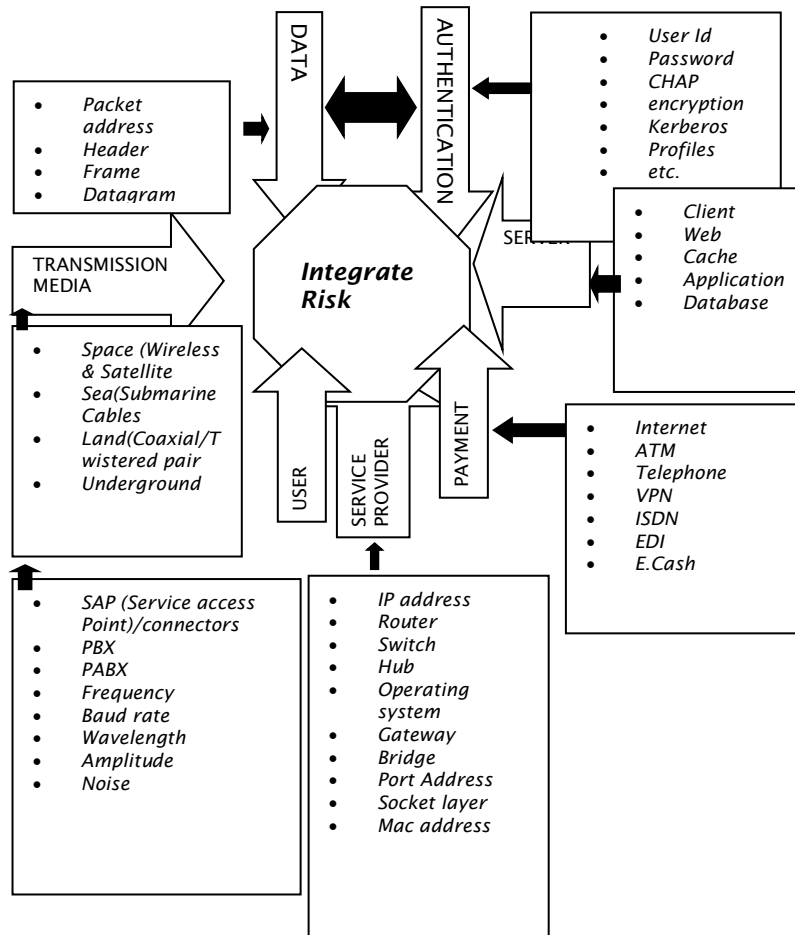 DATA
AUTHENTICATION
• User Id
• Password
• CHAP
• encryption
• Kerberos
• Profiles
• etc.
• Packet
address
• Header
• Frame
• Datagram
SERVER
• Client
• Web
• Cache
• Application
• Database
TRANSMISSION
MEDIA
Integrate
Risk
• Space (Wireless
& Satellite
• Sea(Submarine
Cables
• Land(Coaxial/T
wistered pair
• Underground
USER
SERVICE
PROVIDER
PAYMENT
• Internet
• ATM
• Telephone
• VPN
• ISDN
• EDI
• E.Cash
• SAP (Service access
Point)/connectors
• PBX
• PABX
• Frequency
• Baud rate
• Wavelength
• Amplitude
• Noise
• IP address
• Router
• Switch
• Hub
• Operating
system
• Gateway
• Bridge
• Port Address
• Socket layer
• Mac address